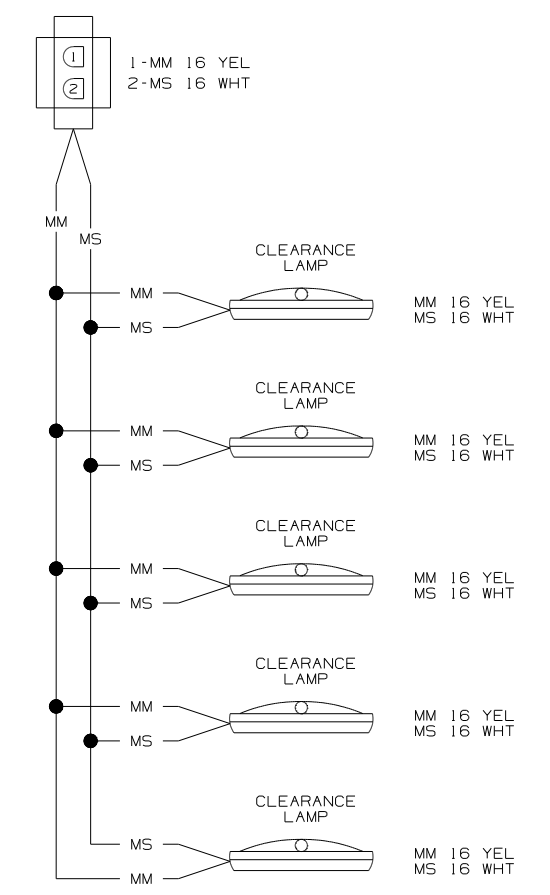 1
2
1-MM 16 YEL
2-MS 16 WHT
MM
MS
CLEARANCE
LAMP
MM
MS
MM 16 YEL
MS 16 WHT
CLEARANCE
LAMP
MM
MS
MM 16 YEL
MS 16 WHT
CLEARANCE
LAMP
MM
MS
MM 16 YEL
MS 16 WHT
CLEARANCE
LAMP
MM
MS
MM 16 YEL
MS 16 WHT
CLEARANCE
LAMP
MS
MM
MM 16 YEL
MS 16 WHT